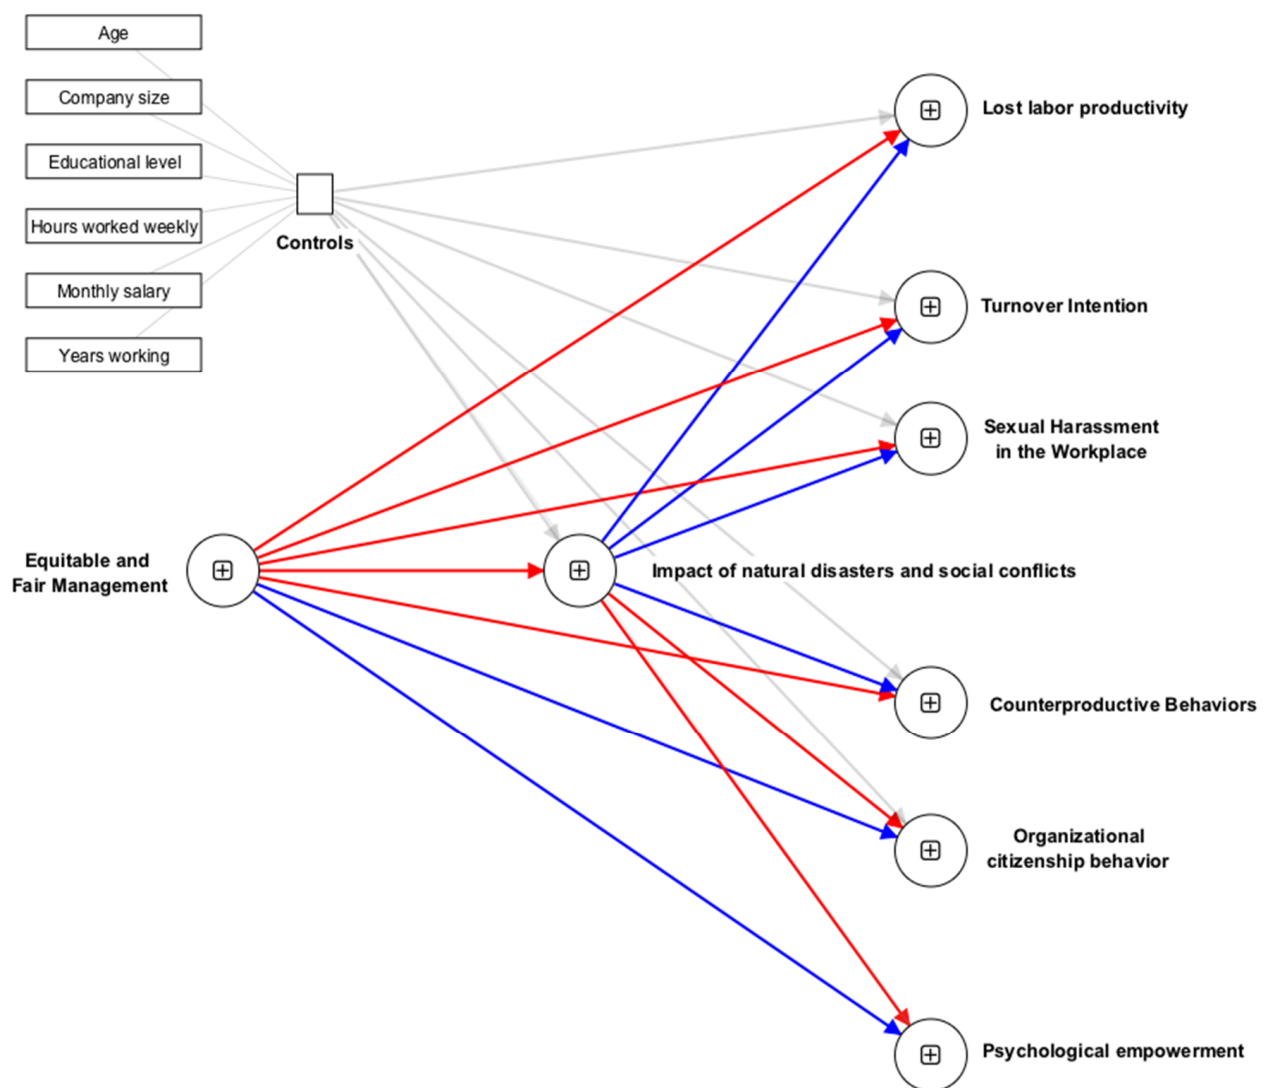 Age
Company size
Educational level
Hours worked weekly
Monthly salary
Years working
Controls
Lost labor productivity
Turnover Intention
Sexual Harassment
in the Workplace
Equitable and
Fair Management
Impact of natural disasters and social conflicts
Counterproductive Behaviors
Organizational
citizenship behavior
Psychological empowerment